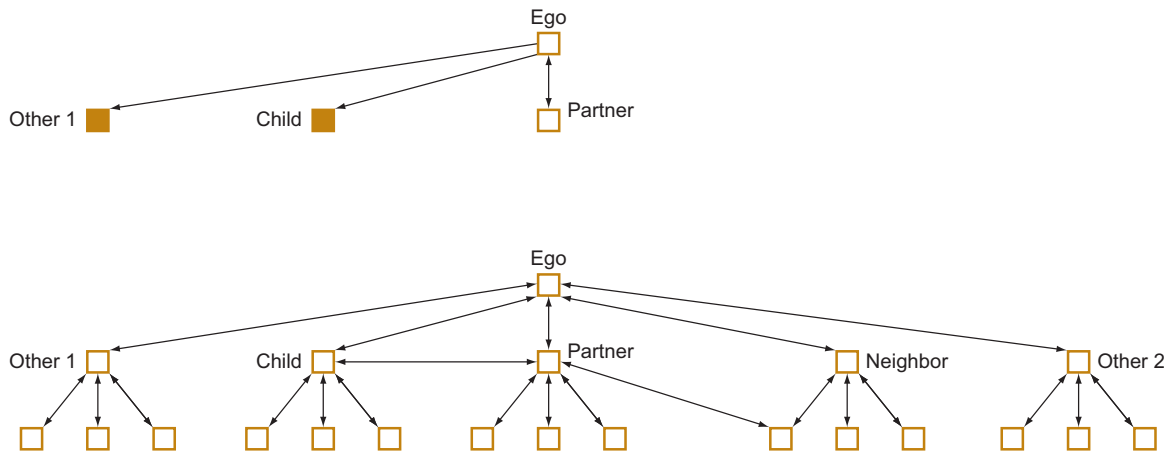 Ego
Other 1
Child
Partner
Ego
Other 1
Child
Partner
Neighbor
Other 2